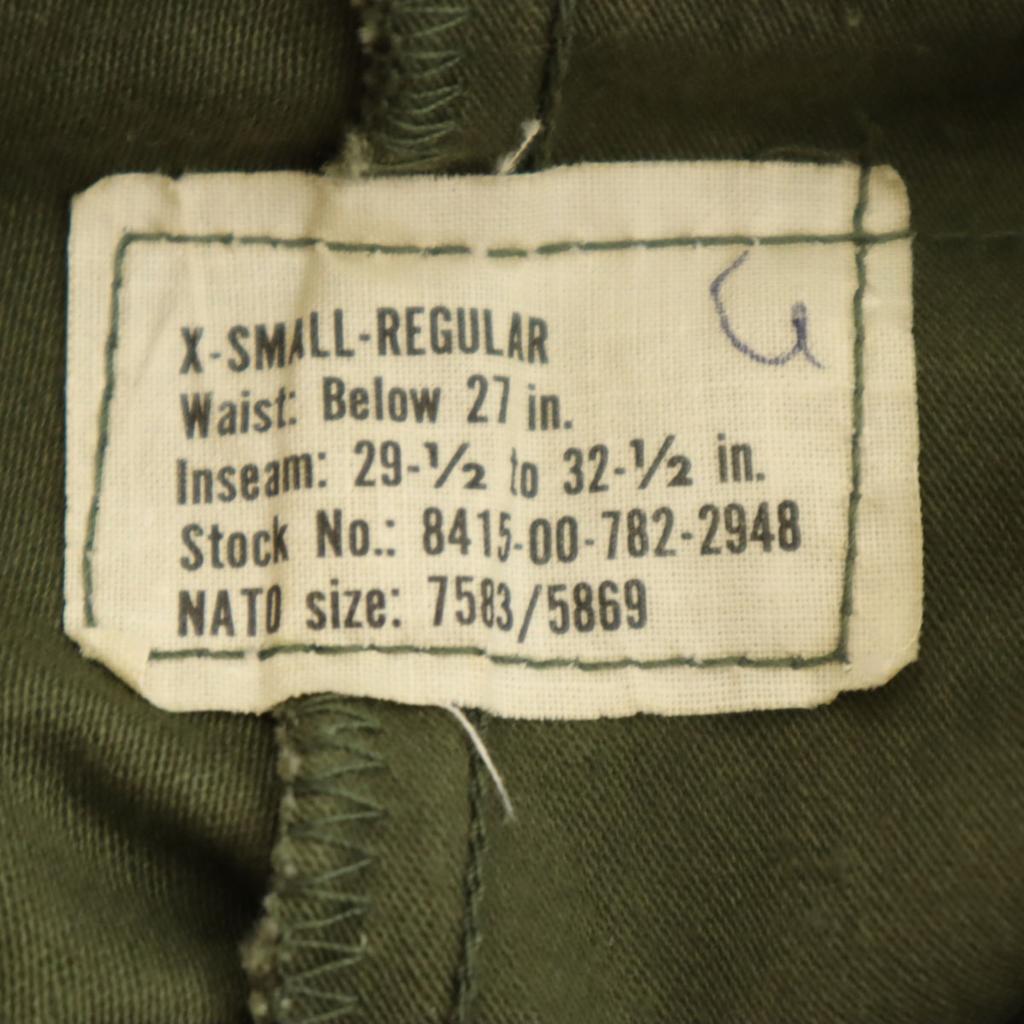 X-SMALL-REGULAR
Waist: Below 27 in.
Inseam: 29-½ to 32-½ in.
Stock No.: 8415-00-782-2948
NATO size: 7583/5869